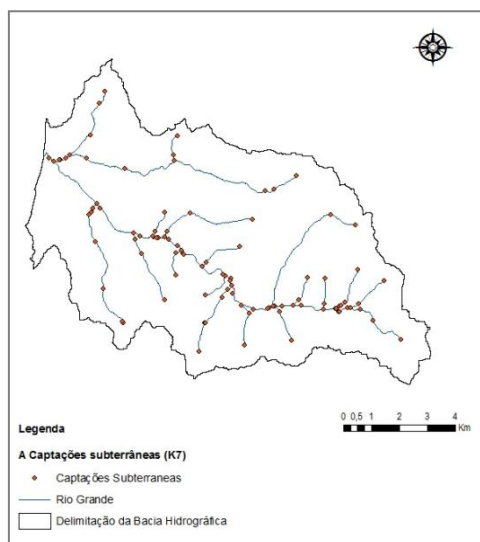 Legenda
0 0,5 1 2 3 4
Km
A Captações subterrâneas (K7)
Captações Subterraneas
Rio Grande
Delimitação da Bacia Hidrográfica